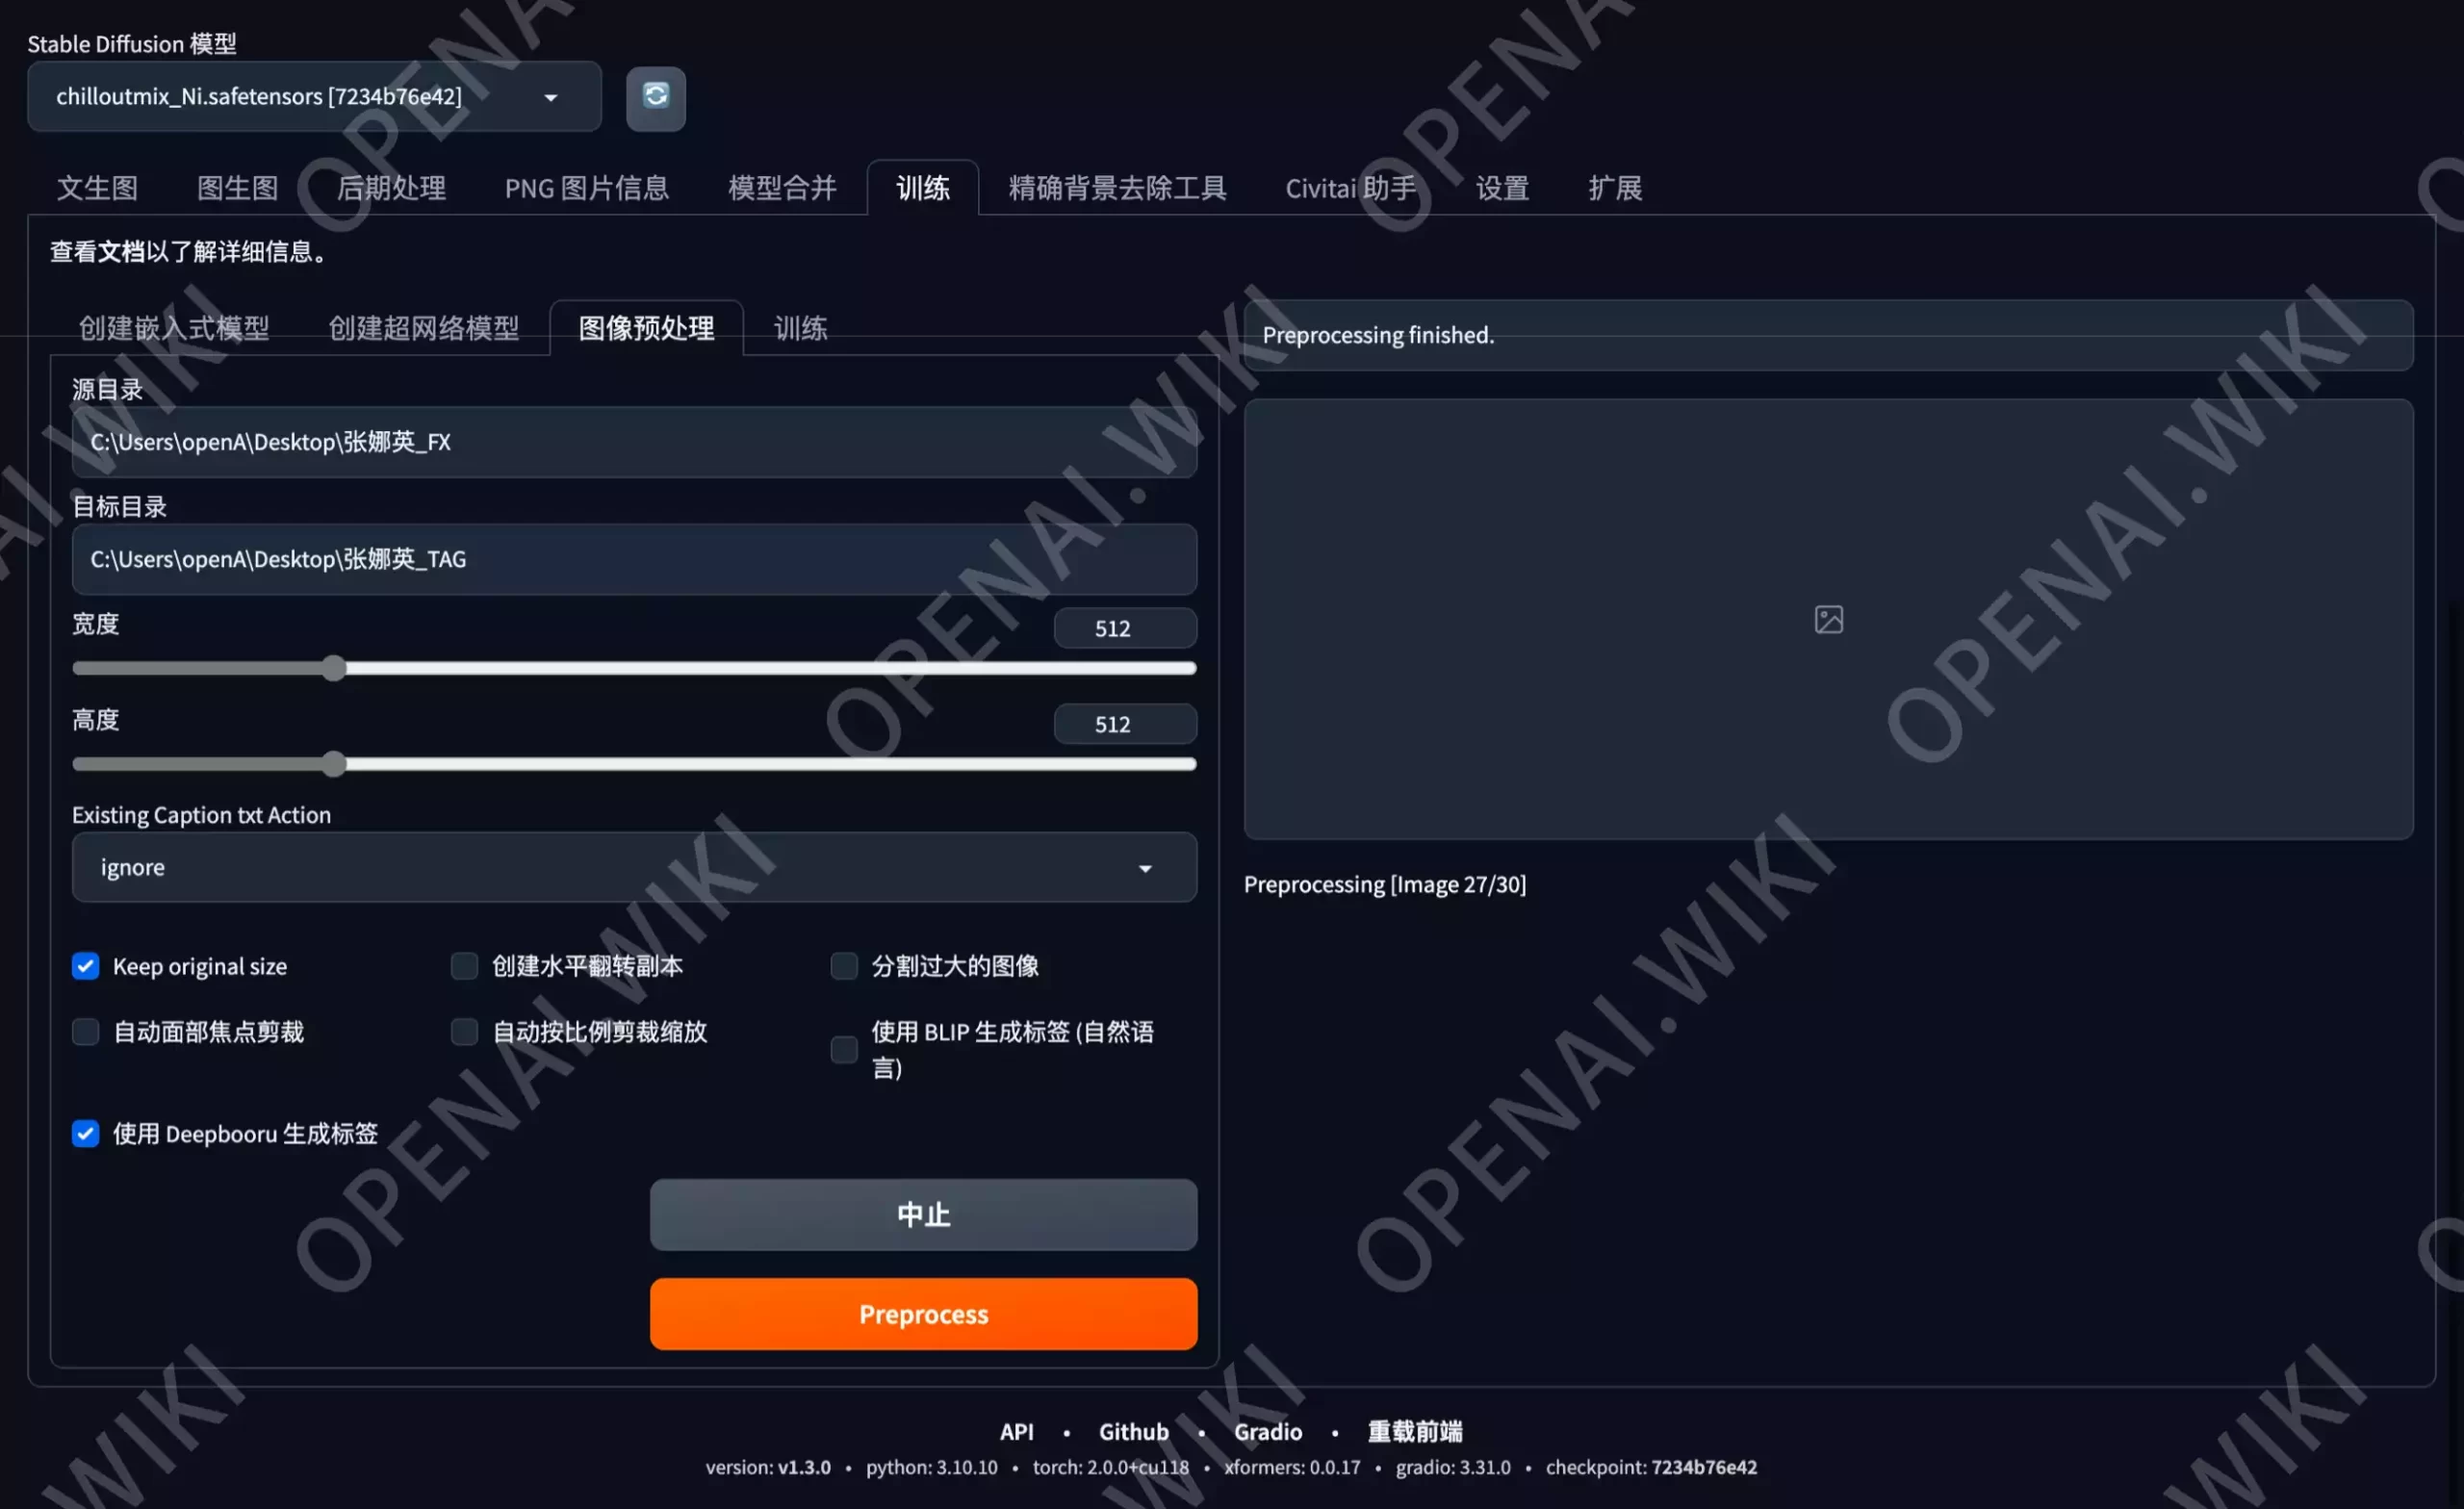 Stable Diffusion 模型
chilloutmix_Ni.safetensors [7234b76e42]
文生图 图生图 后期处理 PNG 图片信息 模型合并 训练 精确背景去除工具 Civitai 助手 设置 扩展
查看文档以了解详细信息。
创建嵌入式模型 创建超网络模型 图像预处理 训练
Preprocessing finished.
源目录
C:\Users\openA\Desktop\张娜英_FX
目标目录
C:\Users\openA\Desktop\张娜英_TAG
宽度
512
高度
512
Existing Caption txt Action
ignore
Preprocessing [Image 27/30]
Keep original size 创建水平翻转副本 分割过大的图像
自动面部焦点剪裁 自动按比例剪裁缩放 使用 BLIP 生成标签 (自然语
言)
使用 Deepbooru 生成标签
中止
Preprocess
API • Github • Gradio • 重载前端
version: v1.3.0 • python: 3.10.10 • torch: 2.0.0+cu118 • xformers: 0.0.17 • gradio: 3.31.0 • checkpoint: 7234b76e42
OPENAI.WIKI
OPENAI.WIKI
OPENAI.WIKI
OPENAI.WIKI